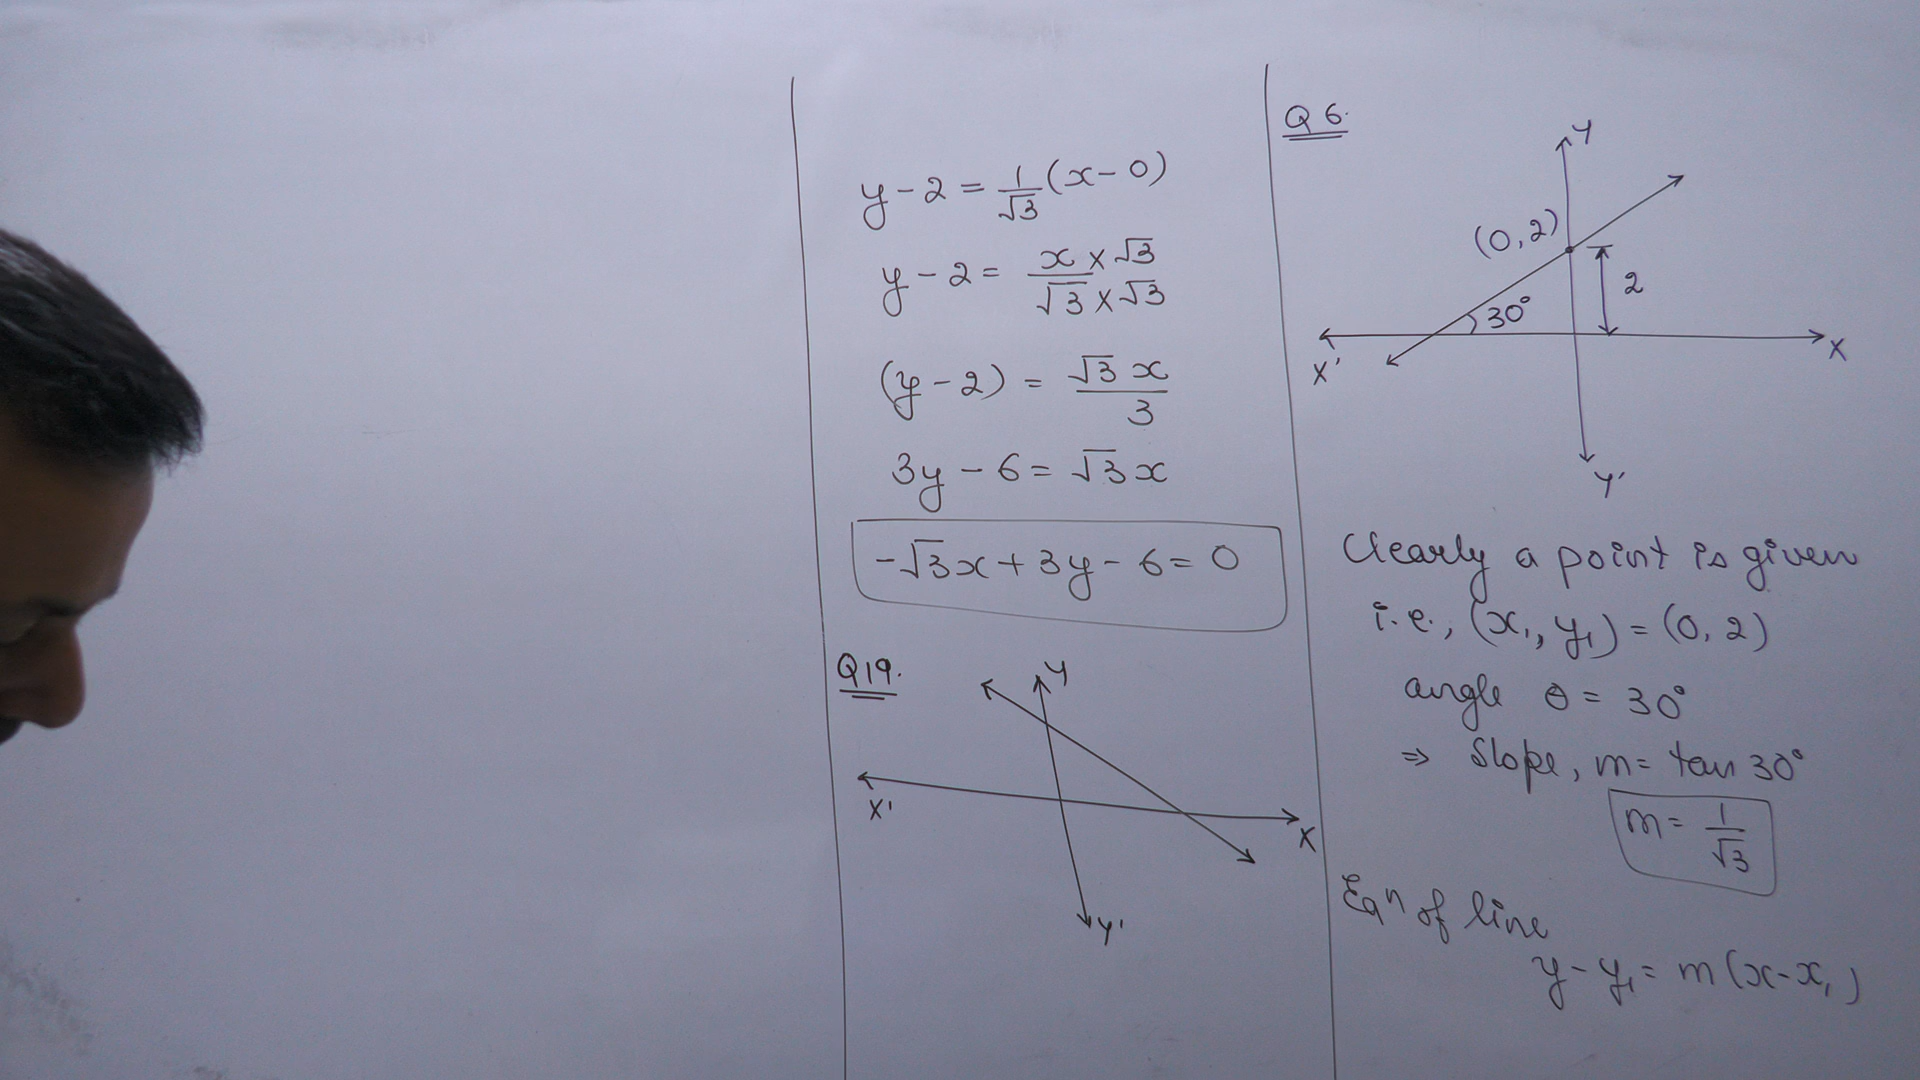 Q 6.
Y
(0, 2)
2
30°
X' X
Y'
Clearly a point is given
i.e., (x₁, y₁) = (0, 2)
angle θ = 30°
⇒ Slope, m = tan 30°
m = 1/√3
Eqⁿ of line
y - y₁ = m (x - x₁)
y - 2 = 1/√3 (x - 0)
y - 2 = x × √3 / √3 × √3
(y - 2) = √3 x / 3
3y - 6 = √3 x
-√3x + 3y - 6 = 0
Q19.
Y
X' X
Y'